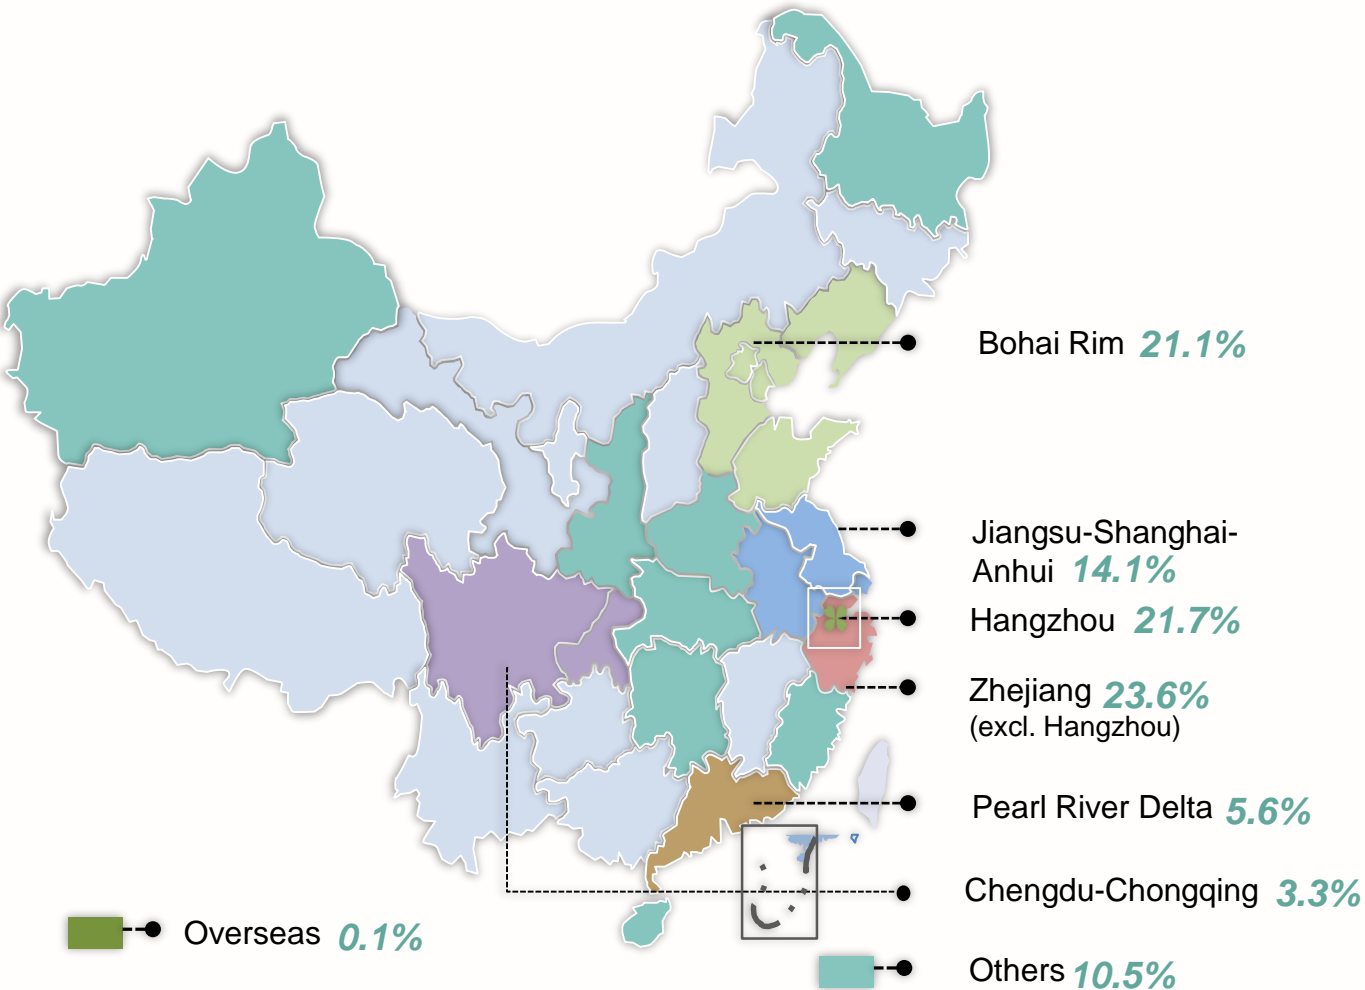 Bohai Rim 21.1%
Jiangsu-Shanghai-
Anhui 14.1%
Hangzhou 21.7%
Zhejiang 23.6%
(excl. Hangzhou)
Pearl River Delta 5.6%
Chengdu-Chongqing 3.3%
Overseas 0.1%
Others 10.5%